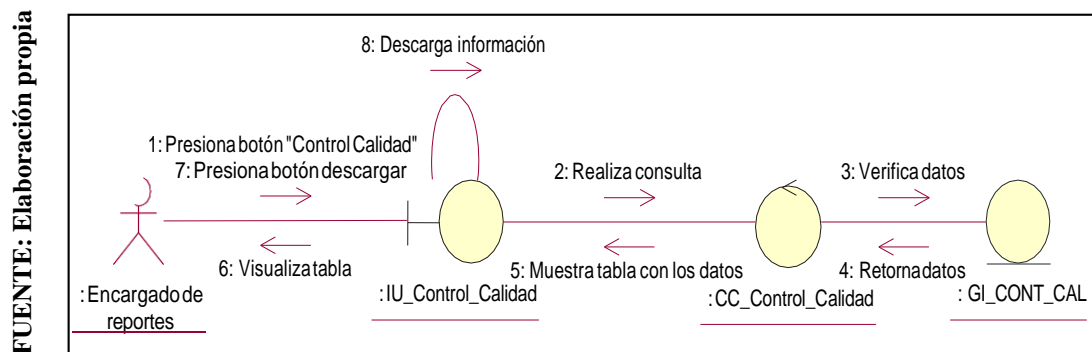 FUENTE: Elaboración propia
8: Descarga información
1: Presiona botón "Control Calidad"
7: Presiona botón descargar
2: Realiza consulta
3: Verifica datos
6: Visualiza tabla
5: Muestra tabla con los datos
4: Retorna datos
: Encargado de
reportes
: IU_Control_Calidad
: CC_Control_Calidad
: GI_CONT_CAL